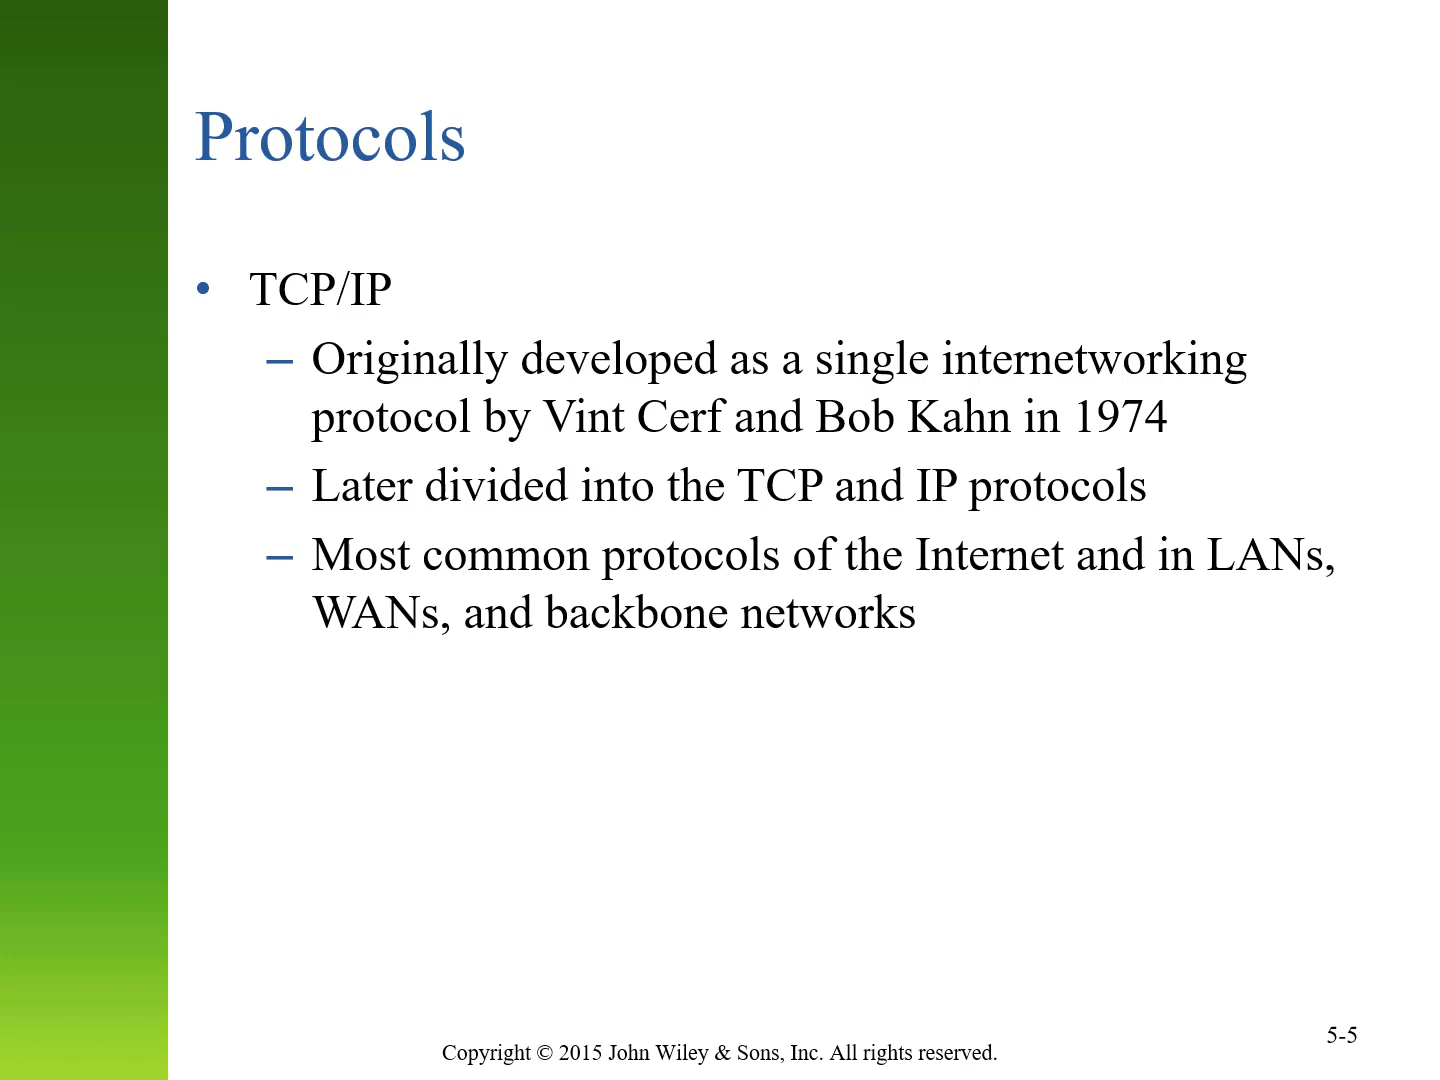 Protocols
• TCP/IP
– Originally developed as a single internetworking
protocol by Vint Cerf and Bob Kahn in 1974
– Later divided into the TCP and IP protocols
– Most common protocols of the Internet and in LANs,
WANs, and backbone networks
5-5
Copyright © 2015 John Wiley & Sons, Inc. All rights reserved.